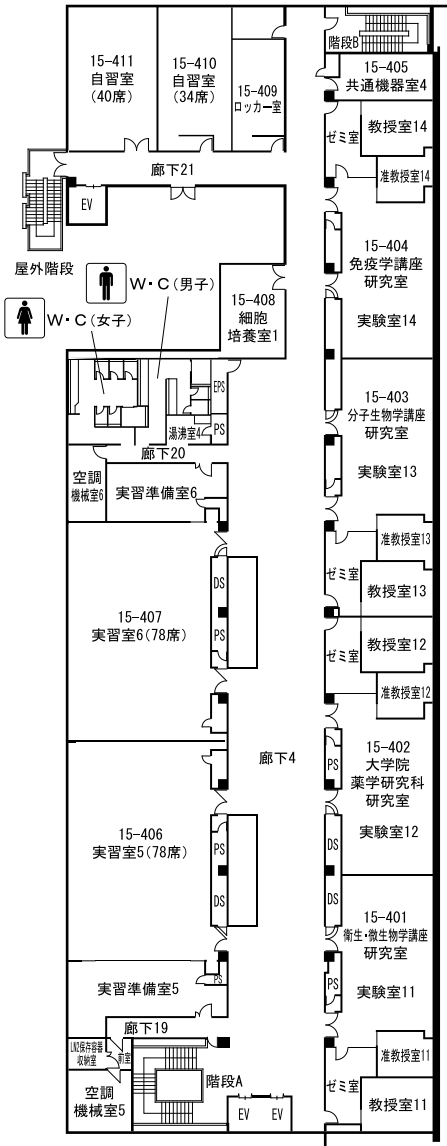 階段B
15-411
自習室
(40席)
15-410
自習室
(34席)
15-409
ロッカー室
15-405
共通機器室4
ゼミ室
教授室14
准教授室14
廊下21
EV
屋外階段
W・C(男子)
W・C(女子)
15-408
細胞
培養室1
15-404
免疫学講座
研究室
実験室14
EPS
湯沸室4
PS
廊下20
空調
機械室6
実習準備室6
15-403
分子生物学講座
研究室
実験室13
准教授室13
ゼミ室
教授室13
DS
PS
15-407
実習室6(78席)
教授室12
ゼミ室
准教授室12
廊下4
15-402
大学院
薬学研究科
研究室
PS
実験室12
DS
DS
15-406
実習室5(78席)
PS
DS
15-401
衛生・微生物学講座
研究室
PS
実験室11
実習準備室5
PS
廊下19
LN2保存容器
収納室
前室
空調
機械室5
階段A
EV
EV
准教授室11
ゼミ室
教授室11